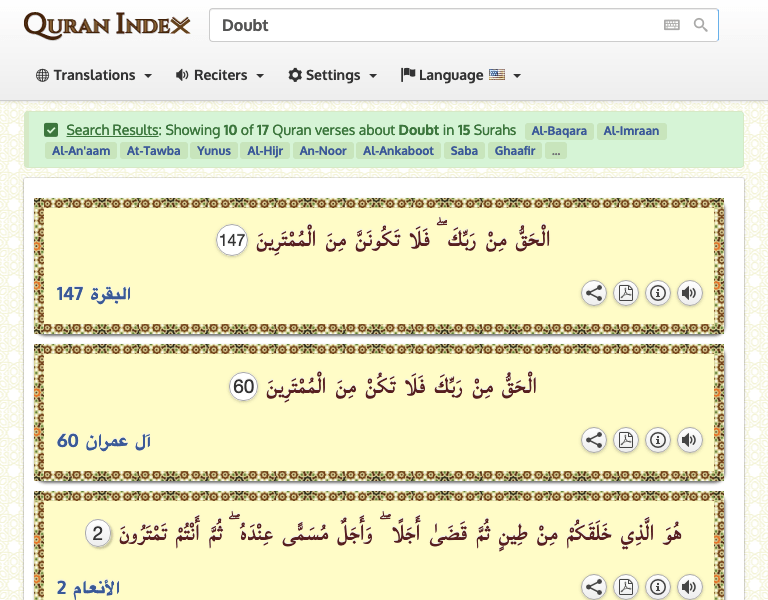 QURAN INDEX
Doubt
Translations Reciters Settings Language
Search Results: Showing 10 of 17 Quran verses about Doubt in 15 Surahs Al-Baqara Al-Imraan
Al-An'aam At-Tawba Yunus Al-Hijr An-Noor Al-Ankaboot Saba Ghaafir ...
الْحَقُّ مِنْ رَبِّكَ ۖ فَلَا تَكُونَنَّ مِنَ الْمُمْتَرِينَ 147
البقرة 147
الْحَقُّ مِنْ رَبِّكَ فَلَا تَكُنْ مِنَ الْمُمْتَرِينَ 60
آل عمران 60
هُوَ الَّذِي خَلَقَكُمْ مِنْ طِينٍ ثُمَّ قَضَىٰ أَجَلًا ۖ وَأَجَلٌ مُسَمًّى عِنْدَهُ ۖ ثُمَّ أَنْتُمْ تَمْتَرُونَ 2
الأنعام 2